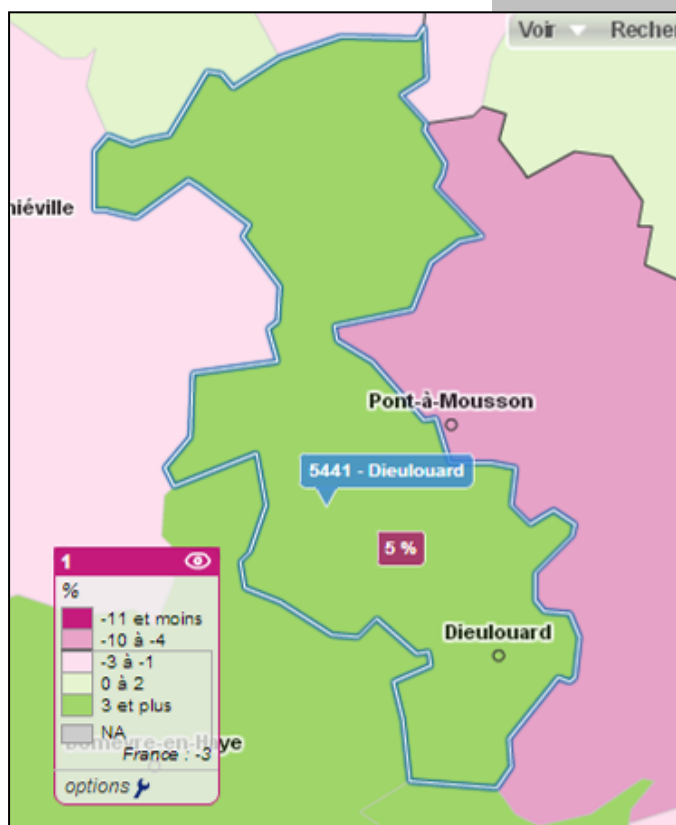 Voir Recher
niéville
Pont-à-Mousson
5441 - Dieulouard
5 %
1
%
-11 et moins
-10 à -4
-3 à -1
0 à 2
3 et plus
NA
France : -3
options
Dieulouard